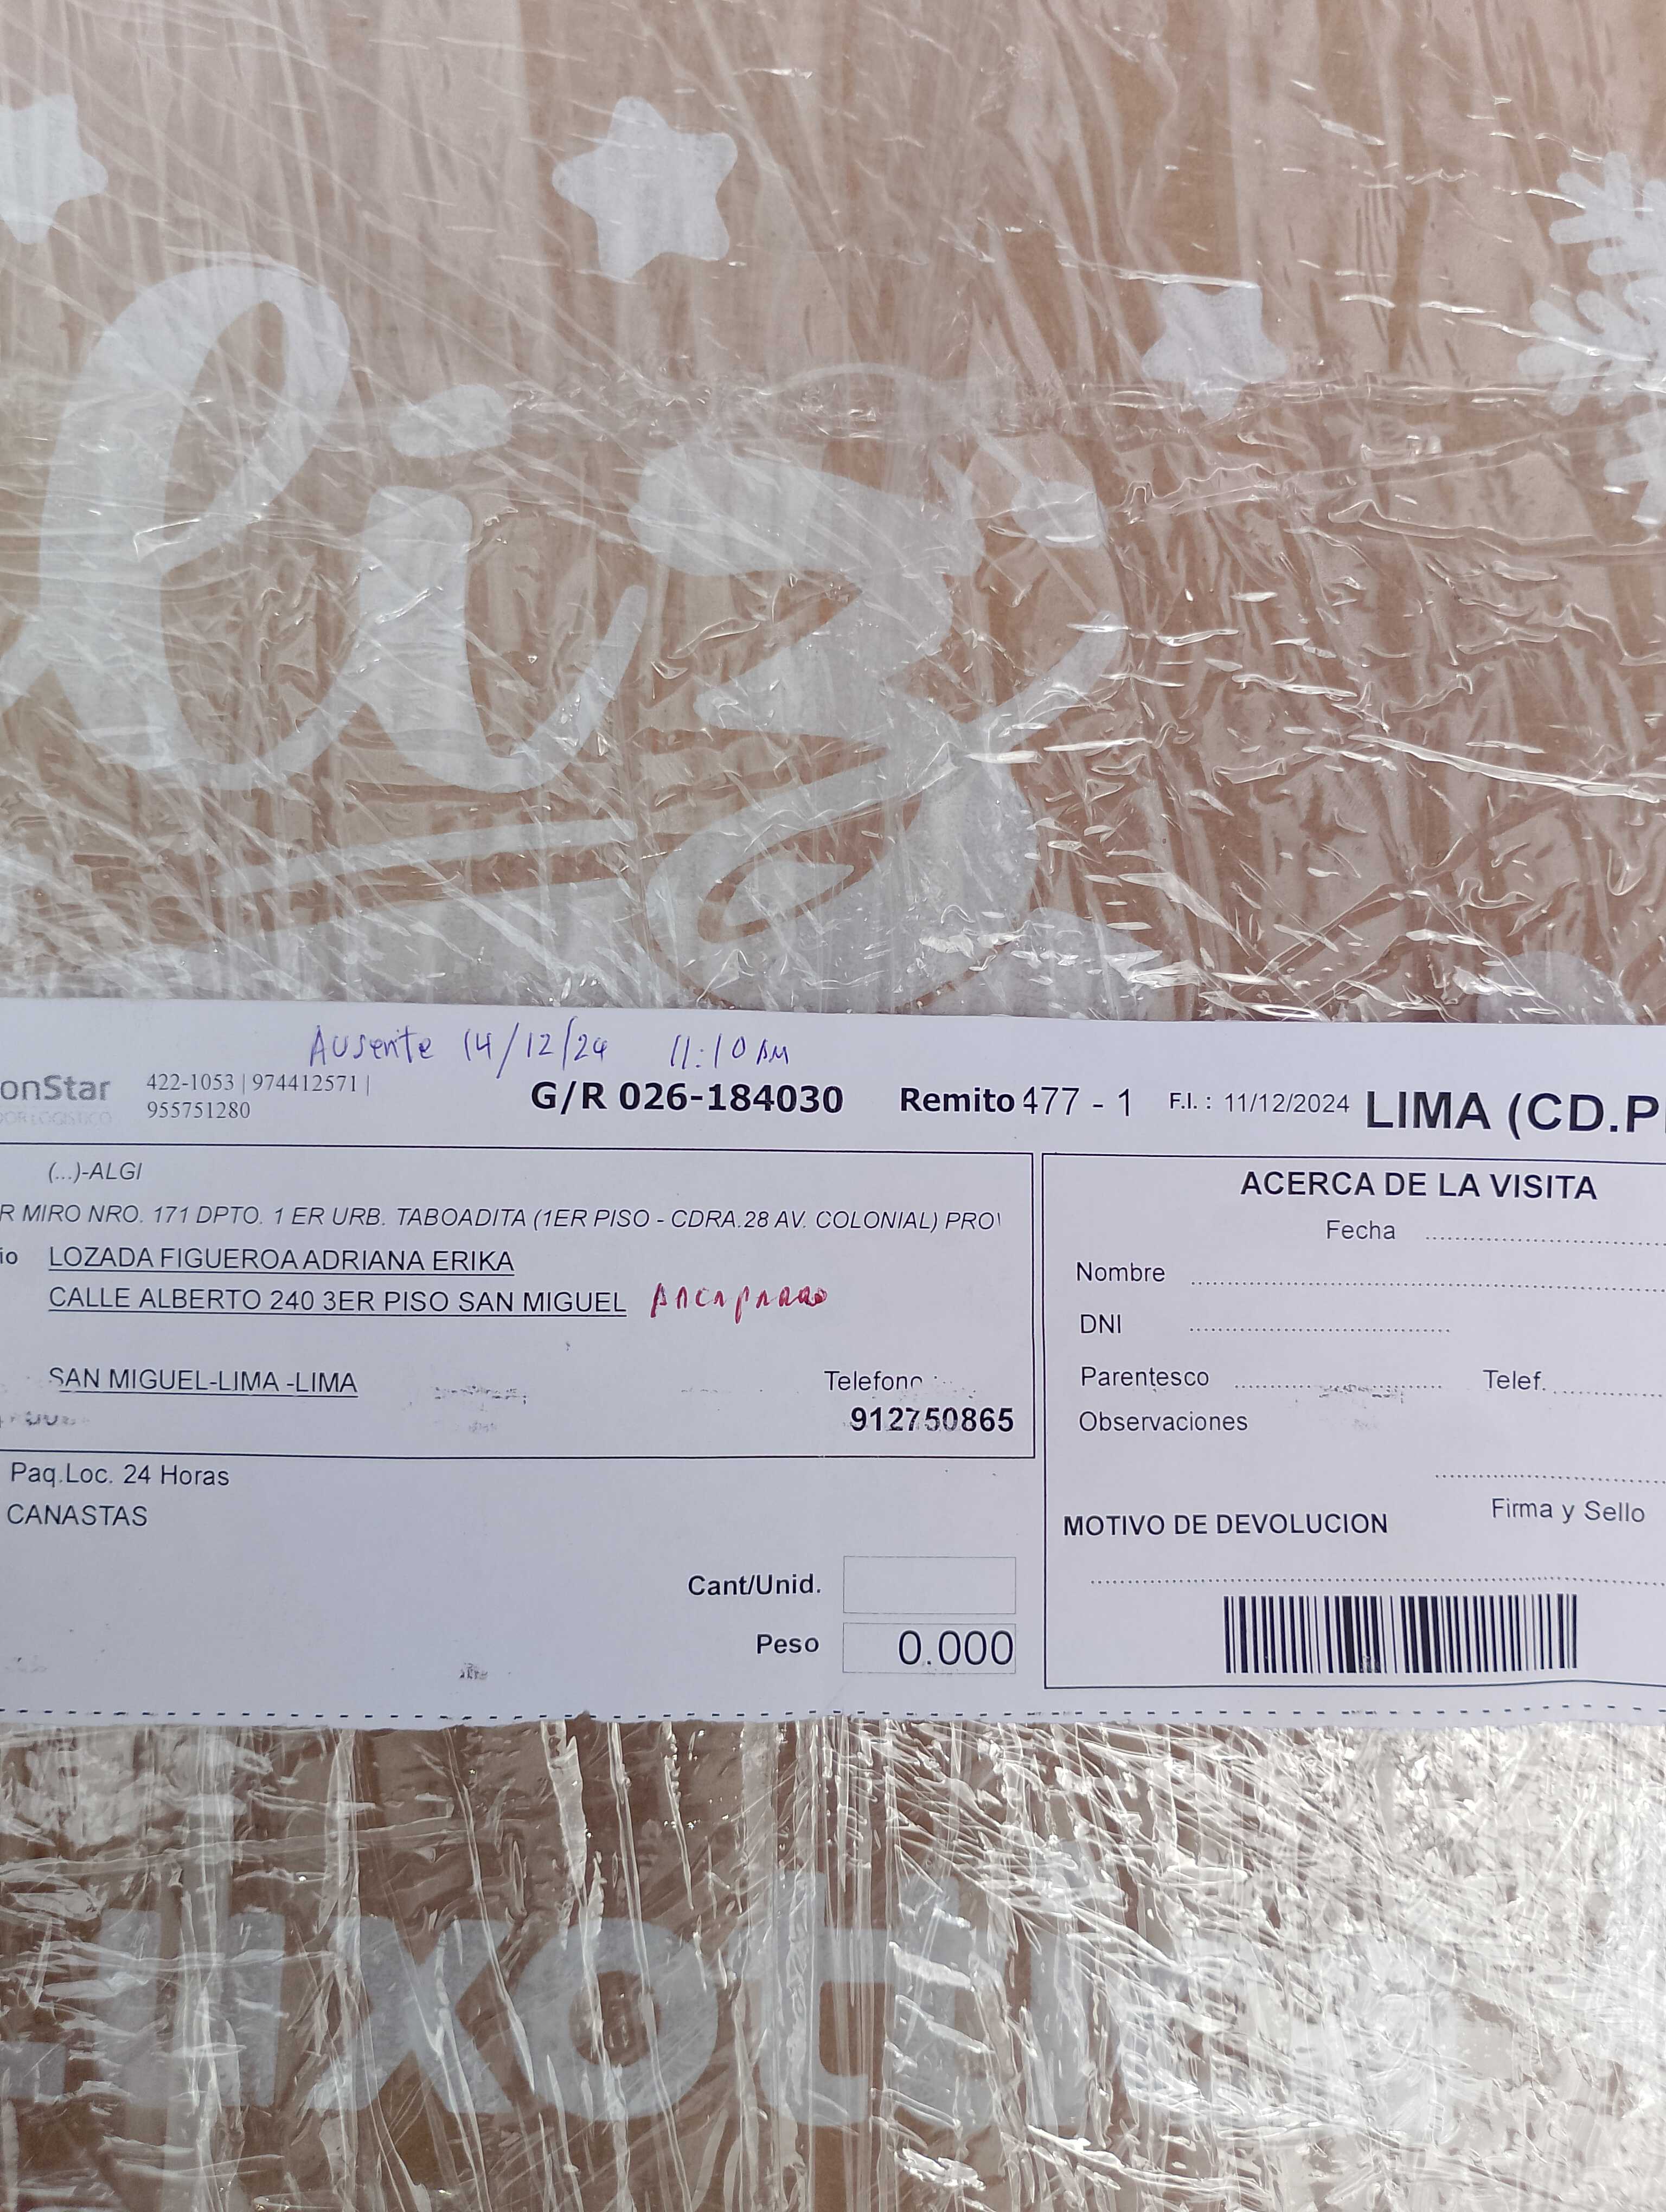 liz
Ausente 14/12/24 11:10 AM
onStar
422-1053 | 974412571 |
955751280
G/R 026-184030 Remito 477 - 1 F.I. : 11/12/2024 LIMA (CD.P
(...)-ALGI
R MIRO NRO. 171 DPTO. 1 ER URB. TABOADITA (1ER PISO - CDRA.28 AV. COLONIAL) PRO
io LOZADA FIGUEROA ADRIANA ERIKA
CALLE ALBERTO 240 3ER PISO SAN MIGUEL
SAN MIGUEL-LIMA -LIMA
Telefono :
912750865
Paq.Loc. 24 Horas
CANASTAS
Cant/Unid.
Peso 0.000
ACERCA DE LA VISITA
Fecha
Nombre
DNI
Parentesco Telef.
Observaciones
Firma y Sello
MOTIVO DE DEVOLUCION